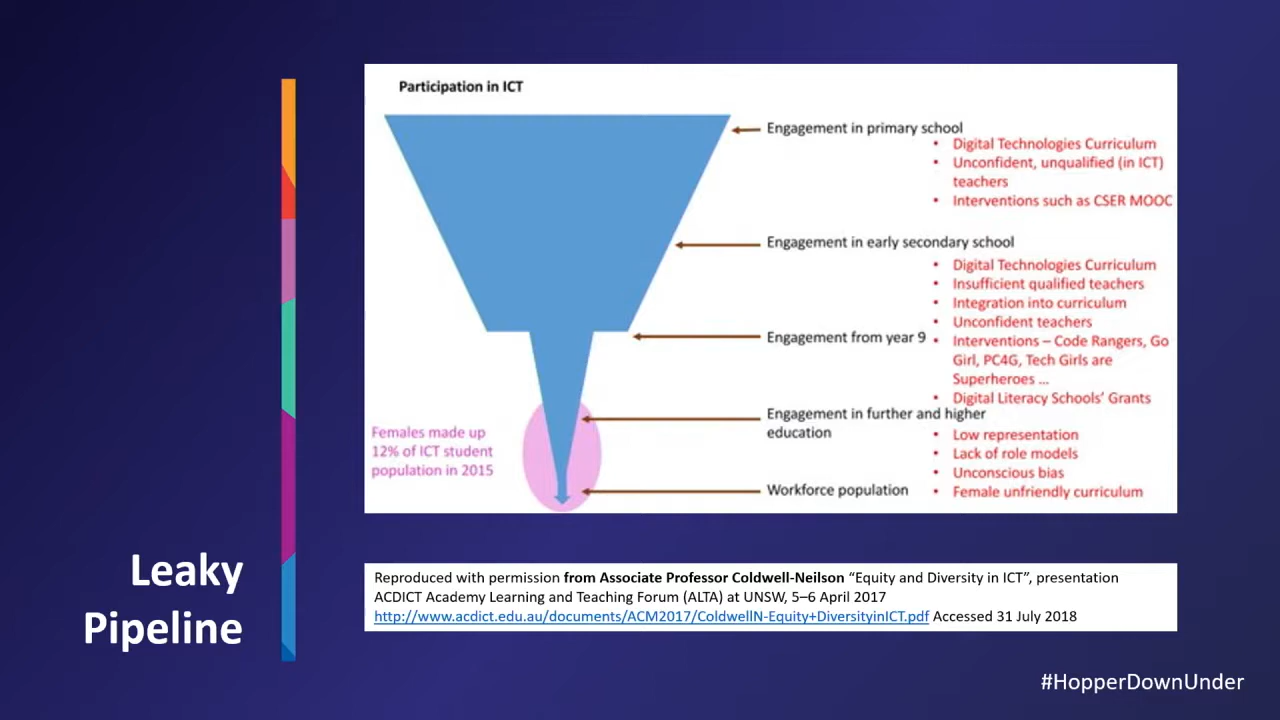 Participation in ICT
Engagement in primary school
• Digital Technologies Curriculum
• Unconfident, unqualified (in ICT)
teachers
• Interventions such as CSER MOOC
Engagement in early secondary school
• Digital Technologies Curriculum
• Insufficient qualified teachers
• Integration into curriculum
• Unconfident teachers
Engagement from year 9
• Interventions – Code Rangers, Go
Girl, PC4G, Tech Girls are
Superheroes ...
• Digital Literacy Schools' Grants
Engagement in further and higher
education
• Low representation
• Lack of role models
• Unconscious bias
Workforce population
• Female unfriendly curriculum
Females made up
12% of ICT student
population in 2015
Leaky
Pipeline
Reproduced with permission from Associate Professor Coldwell-Neilson “Equity and Diversity in ICT”, presentation
ACDICT Academy Learning and Teaching Forum (ALTA) at UNSW, 5–6 April 2017
http://www.acdict.edu.au/documents/ACM2017/ColdwellN-Equity+DiversityinICT.pdf Accessed 31 July 2018
#HopperDownUnder